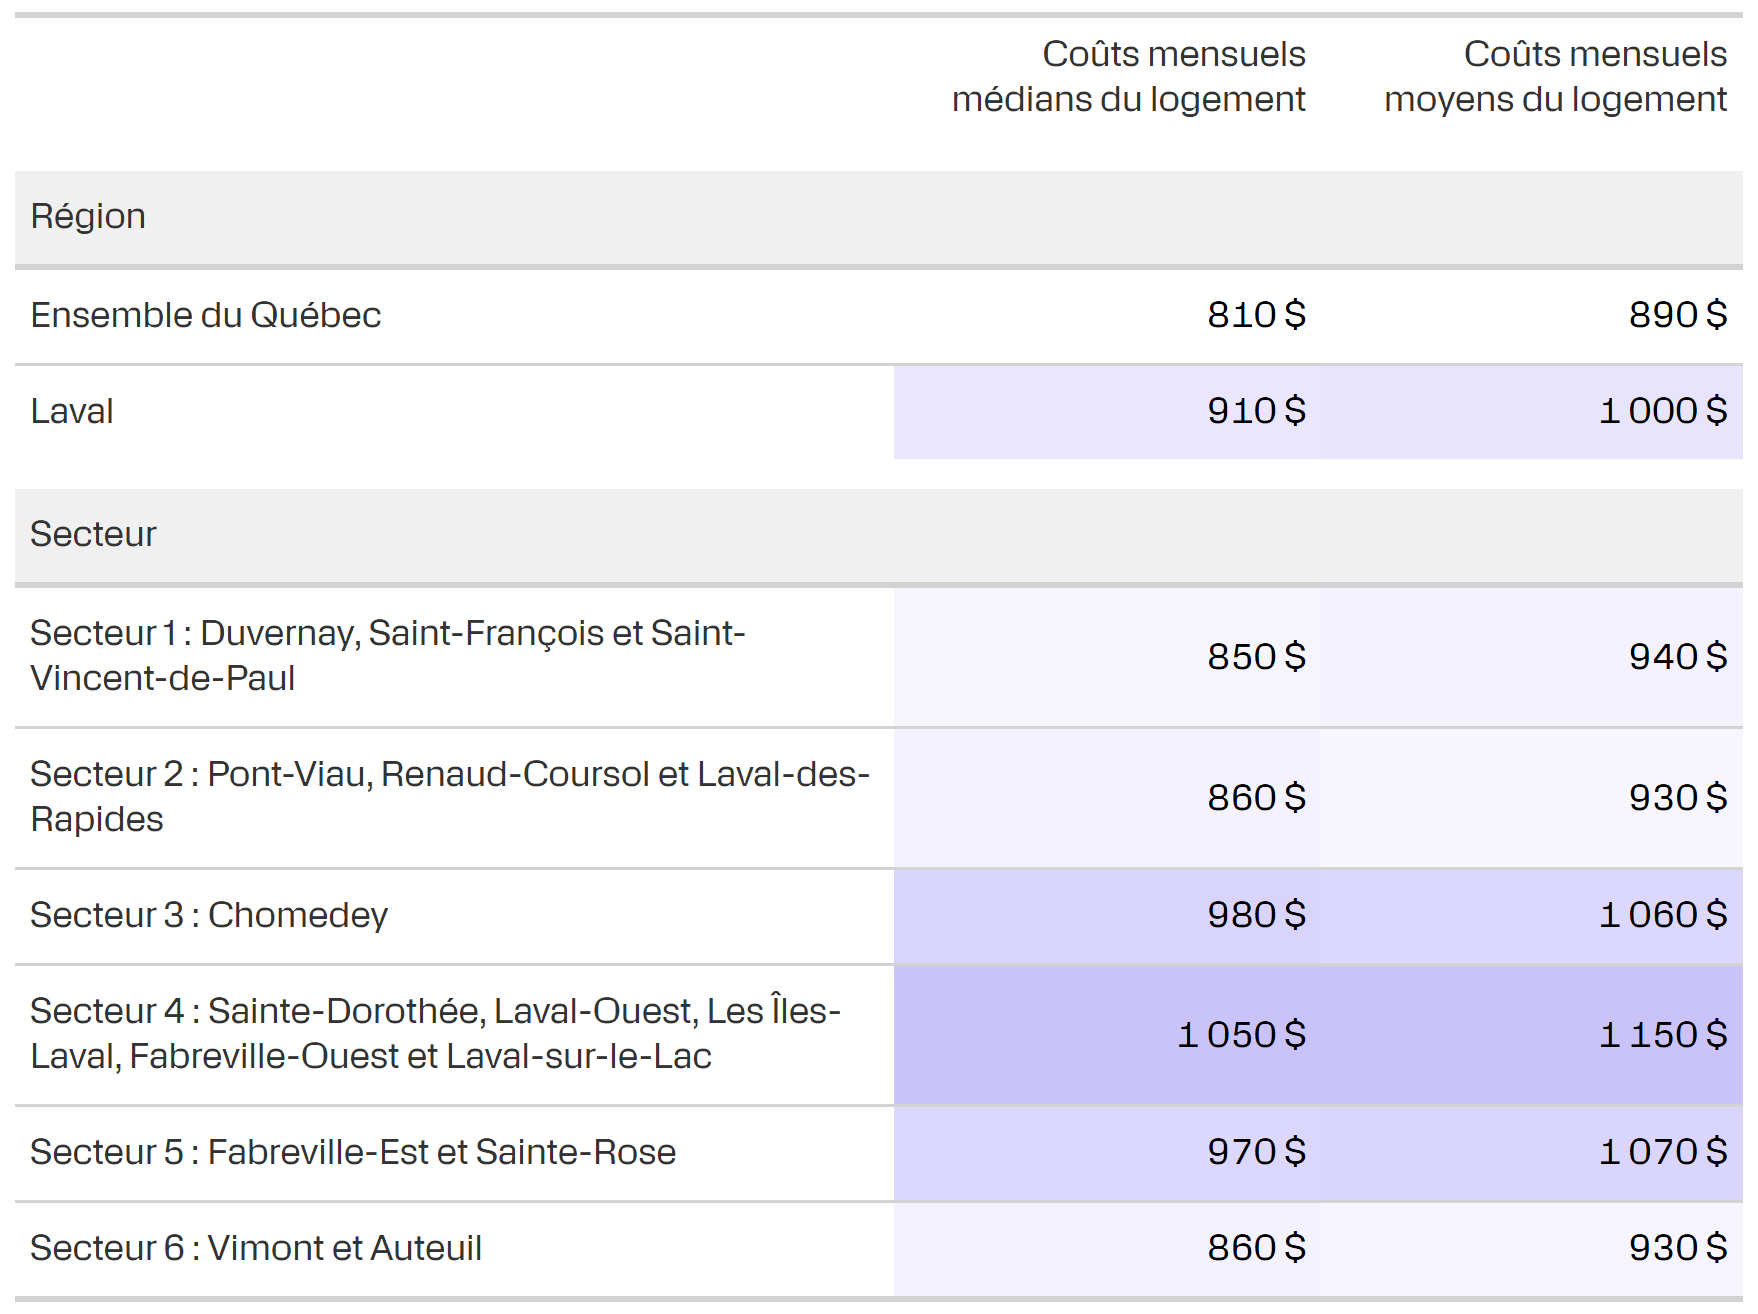 Coûts mensuels médians du logement
Coûts mensuels moyens du logement
Région
Ensemble du Québec 810 $ 890 $
Laval 910 $ 1 000 $
Secteur
Secteur 1 : Duvernay, Saint-François et Saint-
Vincent-de-Paul 850 $ 940 $
Secteur 2 : Pont-Viau, Renaud-Coursol et Laval-des-
Rapides 860 $ 930 $
Secteur 3 : Chomedey 980 $ 1 060 $
Secteur 4 : Sainte-Dorothée, Laval-Ouest, Les Îles-
Laval, Fabreville-Ouest et Laval-sur-le-Lac 1 050 $ 1 150 $
Secteur 5 : Fabreville-Est et Sainte-Rose 970 $ 1 070 $
Secteur 6 : Vimont et Auteuil 860 $ 930 $